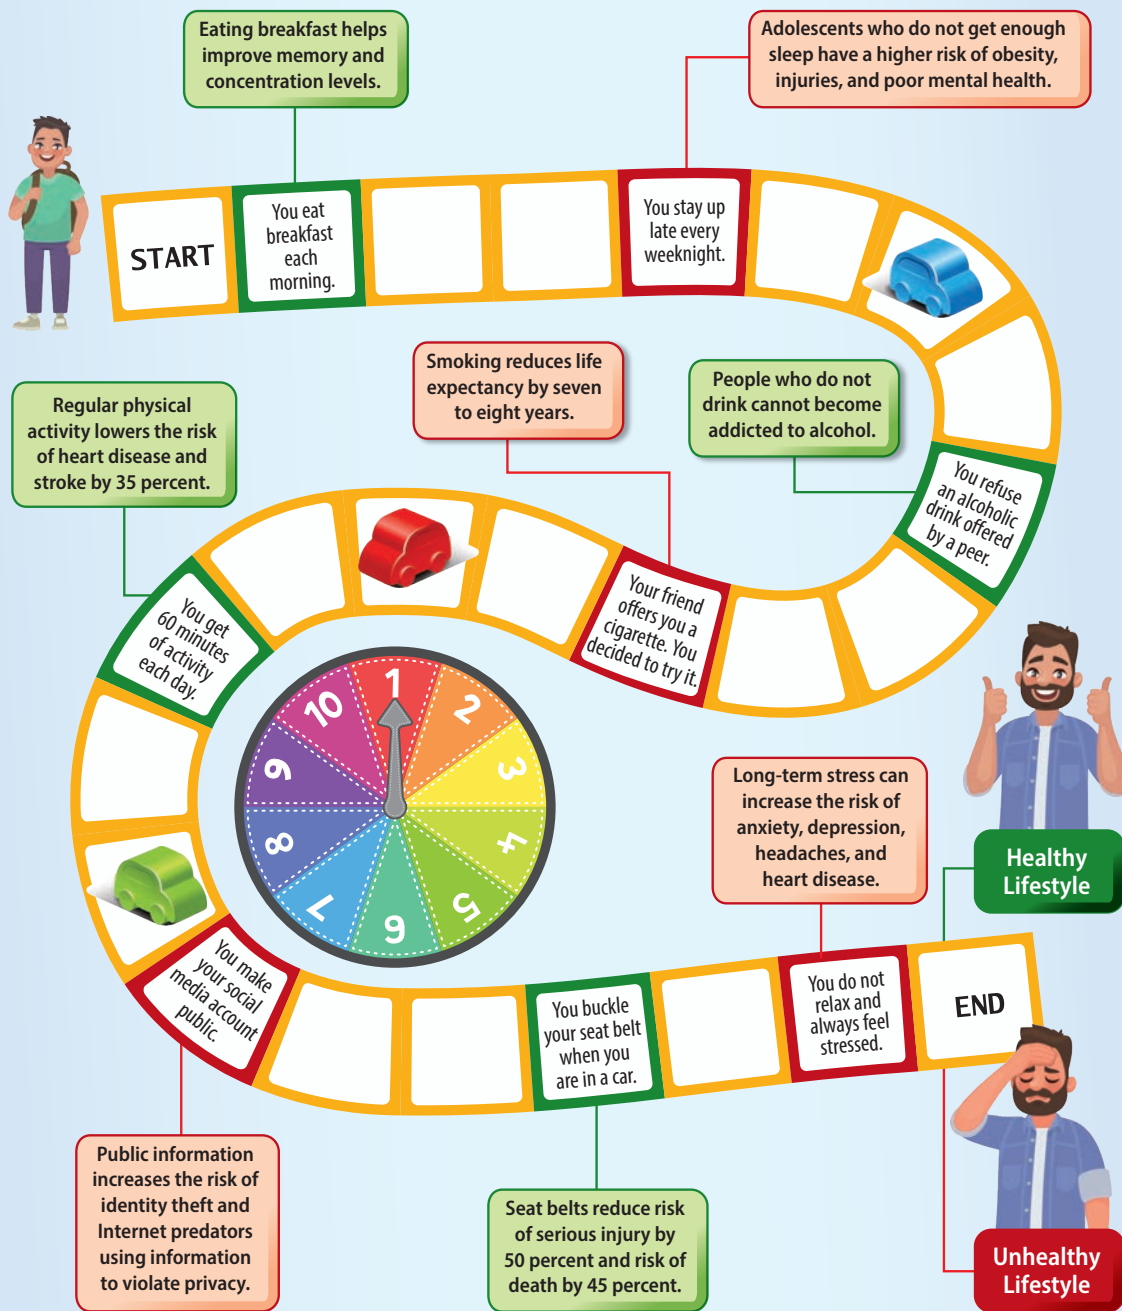 Eating breakfast helps
improve memory and
concentration levels.
Adolescents who do not get enough
sleep have a higher risk of obesity,
injuries, and poor mental health.
START
You eat
breakfast
each
morning.
You stay up
late every
weeknight.
Smoking reduces life
expectancy by seven
to eight years.
People who do not
drink cannot become
addicted to alcohol.
Regular physical
activity lowers the risk
of heart disease and
stroke by 35 percent.
You refuse
an alcoholic
drink offered
by a peer.
Your friend
offers you a
cigarette. You
decided to try it.
You get
60 minutes
of activity
each day.
1
2
3
4
5
6
7
8
9
10
Long-term stress can
increase the risk of
anxiety, depression,
headaches, and
heart disease.
Healthy
Lifestyle
You make
your social
media account
public.
You buckle
your seat belt
when you
are in a car.
You do not
relax and
always feel
stressed.
END
Public information
increases the risk of
identity theft and
Internet predators
using information
to violate privacy.
Seat belts reduce risk
of serious injury by
50 percent and risk of
death by 45 percent.
Unhealthy
Lifestyle